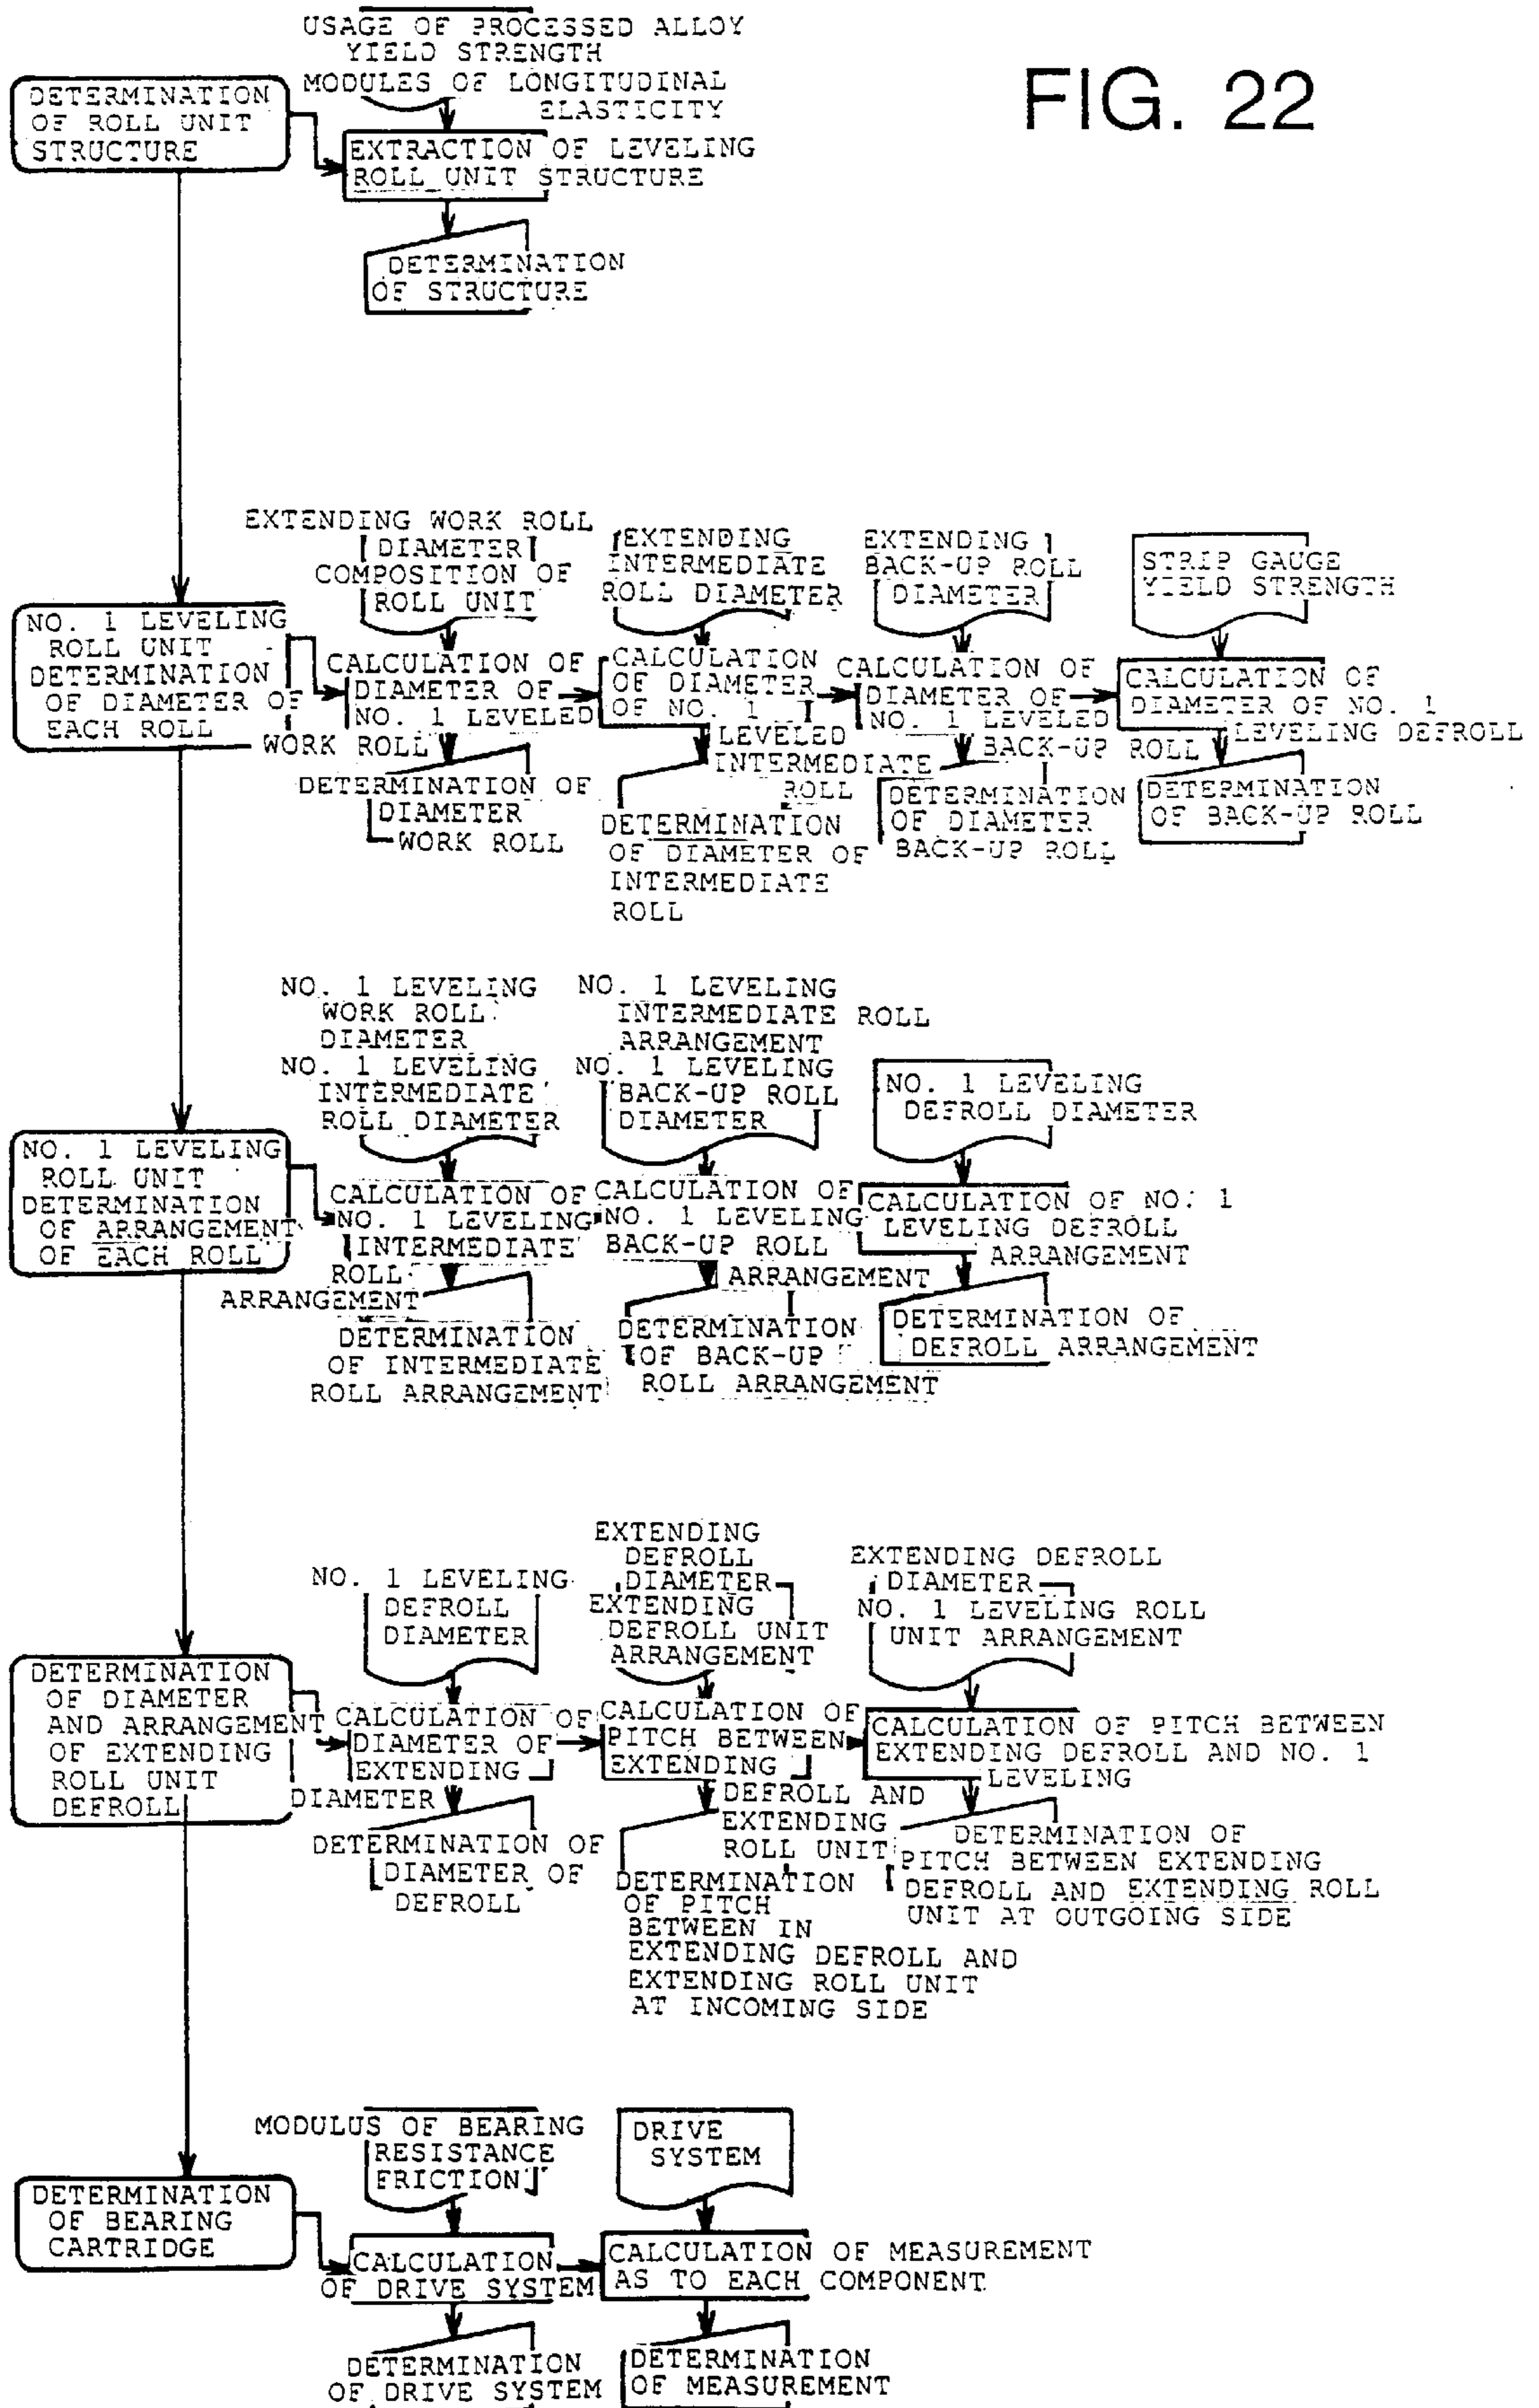 FIG. 22
USAGE OF PROCESSED ALLOY
YIELD STRENGTH
MODULES OF LONGITUDINAL
ELASTICITY
DETERMINATION
OF ROLL UNIT
STRUCTURE
EXTRACTION OF LEVELING
ROLL UNIT STRUCTURE
DETERMINATION
OF STRUCTURE
EXTENDING WORK ROLL
DIAMETER
COMPOSITION OF
ROLL UNIT
EXTENDING
INTERMEDIATE
ROLL DIAMETER
EXTENDING
BACK-UP ROLL
DIAMETER
STRIP GAUGE
YIELD STRENGTH
NO. 1 LEVELING
ROLL UNIT
DETERMINATION
OF DIAMETER OF
EACH ROLL
CALCULATION OF
DIAMETER OF
NO. 1 LEVELED
WORK ROLL
CALCULATION
OF DIAMETER
OF NO. 1
LEVELED
INTERMEDIATE
ROLL
CALCULATION OF
DIAMETER OF
NO. 1 LEVELED
BACK-UP ROLL
CALCULATION OF
DIAMETER OF NO. 1
LEVELING DEFROLL
DETERMINATION OF
DIAMETER
WORK ROLL
DETERMINATION
OF DIAMETER OF
INTERMEDIATE
ROLL
DETERMINATION
OF DIAMETER
BACK-UP ROLL
DETERMINATION
OF BACK-UP ROLL
NO. 1 LEVELING
WORK ROLL
DIAMETER
NO. 1 LEVELING
INTERMEDIATE
ROLL DIAMETER
NO. 1 LEVELING
INTERMEDIATE ROLL
ARRANGEMENT
NO. 1 LEVELING
BACK-UP ROLL
DIAMETER
NO. 1 LEVELING
DEFROLL DIAMETER
NO. 1 LEVELING
ROLL UNIT
DETERMINATION
OF ARRANGEMENT
OF EACH ROLL
CALCULATION OF
NO. 1 LEVELING
INTERMEDIATE
ROLL
ARRANGEMENT
CALCULATION OF
NO. 1 LEVELING
BACK-UP ROLL
ARRANGEMENT
CALCULATION OF NO. 1
LEVELING DEFROLL
ARRANGEMENT
DETERMINATION
OF INTERMEDIATE
ROLL ARRANGEMENT
DETERMINATION
OF BACK-UP
ROLL ARRANGEMENT
DETERMINATION OF
DEFROLL ARRANGEMENT
NO. 1 LEVELING
DEFROLL
DIAMETER
EXTENDING
DEFROLL
DIAMETER
EXTENDING
DEFROLL UNIT
ARRANGEMENT
EXTENDING DEFROLL
DIAMETER
NO. 1 LEVELING ROLL
UNIT ARRANGEMENT
DETERMINATION
OF DIAMETER
AND ARRANGEMENT
OF EXTENDING
ROLL UNIT
DEFROLL
CALCULATION OF
DIAMETER OF
EXTENDING
DIAMETER
CALCULATION OF
PITCH BETWEEN
EXTENDING
DEFROLL AND
EXTENDING
ROLL UNIT
CALCULATION OF PITCH BETWEEN
EXTENDING DEFROLL AND NO. 1
LEVELING
DETERMINATION OF
DIAMETER OF
DEFROLL
DETERMINATION
OF PITCH
BETWEEN IN
EXTENDING DEFROLL AND
EXTENDING ROLL UNIT
AT INCOMING SIDE
DETERMINATION OF
PITCH BETWEEN EXTENDING
DEFROLL AND EXTENDING ROLL
UNIT AT OUTGOING SIDE
MODULUS OF BEARING
RESISTANCE
FRICTION
DRIVE
SYSTEM
DETERMINATION
OF BEARING
CARTRIDGE
CALCULATION
OF DRIVE SYSTEM
CALCULATION OF MEASUREMENT
AS TO EACH COMPONENT
DETERMINATION
OF DRIVE SYSTEM
DETERMINATION
OF MEASUREMENT